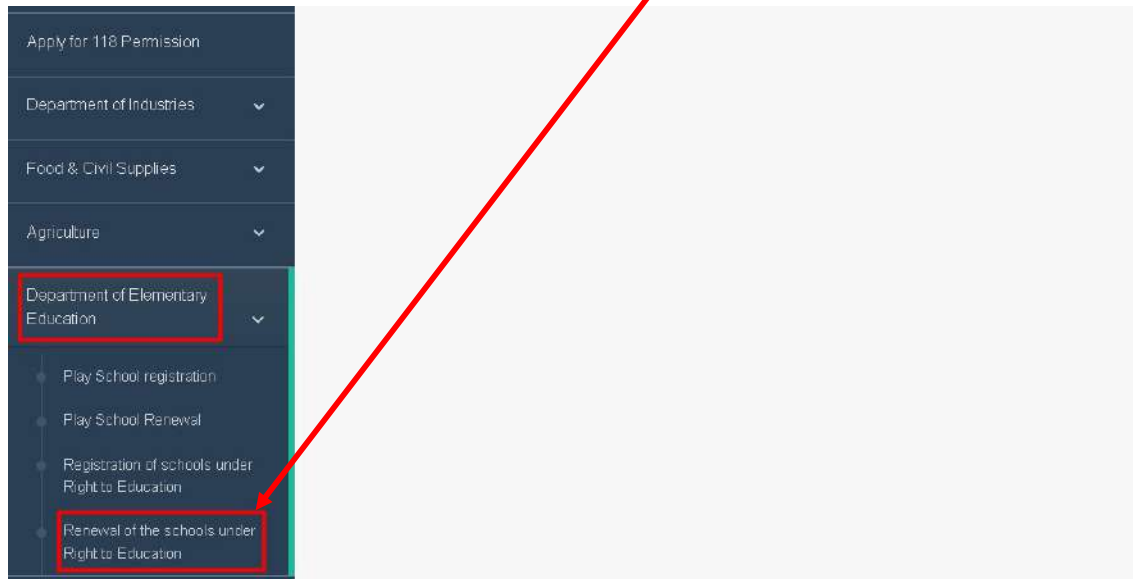 Apply for 118 Permission
Department of Industries
Food & Civil Supplies
Agriculture
Department of Elementary
Education
Play School registration
Play School Renewal
Registration of schools under
Right to Education
Renewal of the schools under
Right to Education